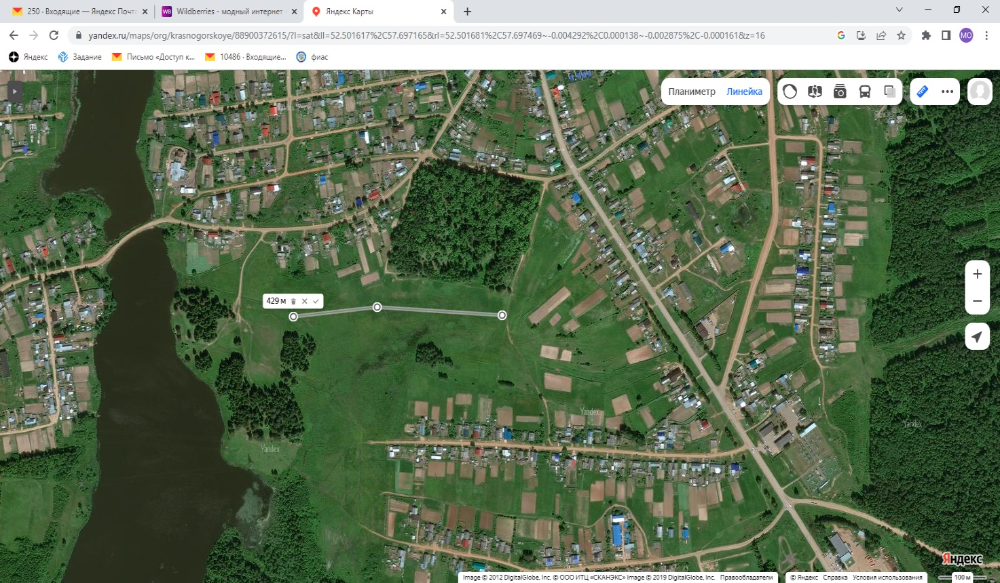 250 · Входящие — Яндекс Почта
Wildberries - модный интернет
Яндекс Карты
yandex.ru/maps/org/krasnogorskoye/88900372615/?l=sat&ll=52.501617%2C57.697165&rl=52.501681%2C57.697469~-0.004292%2C0.000138~-0.002875%2C-0.000161&z=16
МО
Яндекс
Задание
Письмо «Доступ к...
10486 · Входящие...
фиас
Планиметр Линейка
Yandex
429 м
Yandex
Yandex
Yandex
Яндекс
Image © 2012 DigitalGlobe, Inc. © ООО ИТЦ «СКАНЭКС» Image © 2019 DigitalGlobe, Inc. Правообладатели
© Яндекс Справка Условия использования
100 м